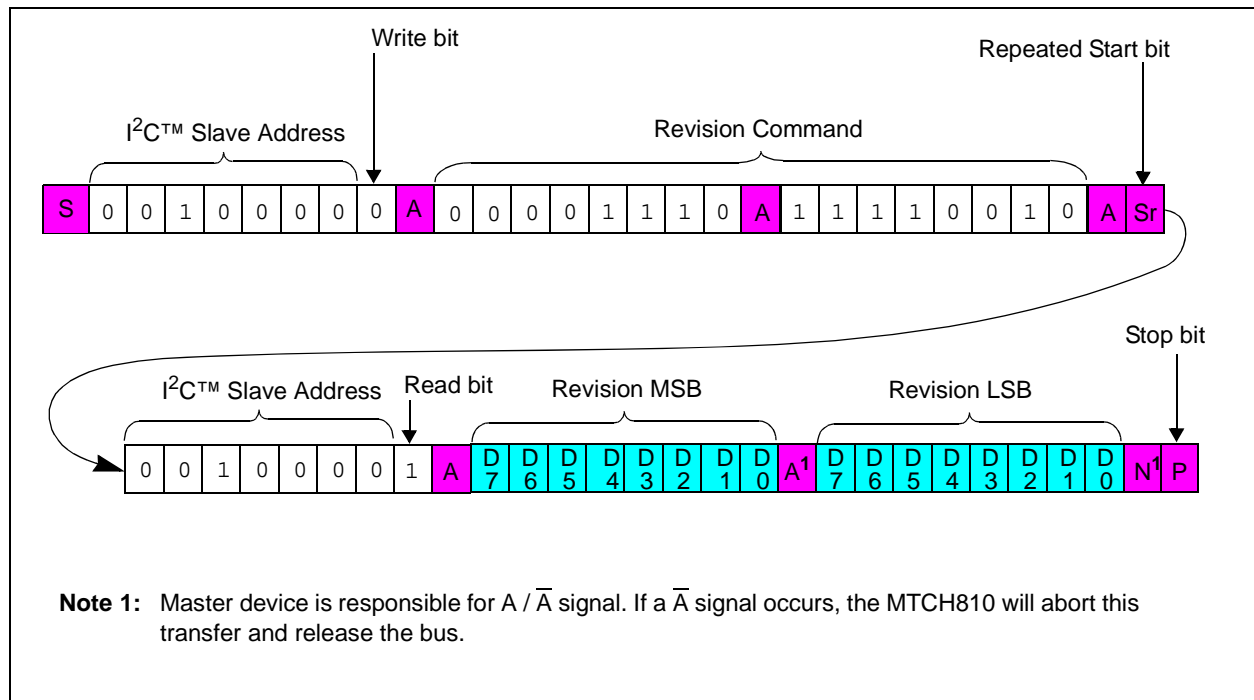 Write bit
Repeated Start bit
I²C™ Slave Address
Revision Command
S 0 0 1 0 0 0 0 0 A 0 0 0 0 1 1 1 0 A 1 1 1 1 0 0 1 0 A Sr
Stop bit
I²C™ Slave Address
Read bit
Revision MSB
Revision LSB
0 0 1 0 0 0 0 1 A D7 D6 D5 D4 D3 D2 D1 D0 A¹ D7 D6 D5 D4 D3 D2 D1 D0 N¹ P
Note 1: Master device is responsible for A / A̅ signal. If a A̅ signal occurs, the MTCH810 will abort this
transfer and release the bus.